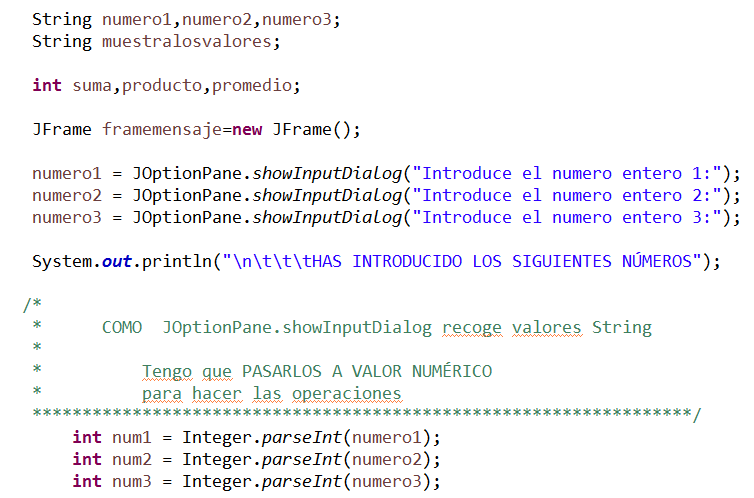 String numero1,numero2,numero3;
String muestralosvalores;
int suma,producto,promedio;
JFrame framemensaje=new JFrame();
numero1 = JOptionPane.showInputDialog("Introduce el numero entero 1:");
numero2 = JOptionPane.showInputDialog("Introduce el numero entero 2:");
numero3 = JOptionPane.showInputDialog("Introduce el numero entero 3:");
System.out.println("\n\t\t\tHAS INTRODUCIDO LOS SIGUIENTES NÚMEROS");
/*
* COMO JOptionPane.showInputDialog recoge valores String
*
* Tengo que PASARLOS A VALOR NUMÉRICO
* para hacer las operaciones
******************************************************************/
int num1 = Integer.parseInt(numero1);
int num2 = Integer.parseInt(numero2);
int num3 = Integer.parseInt(numero3);